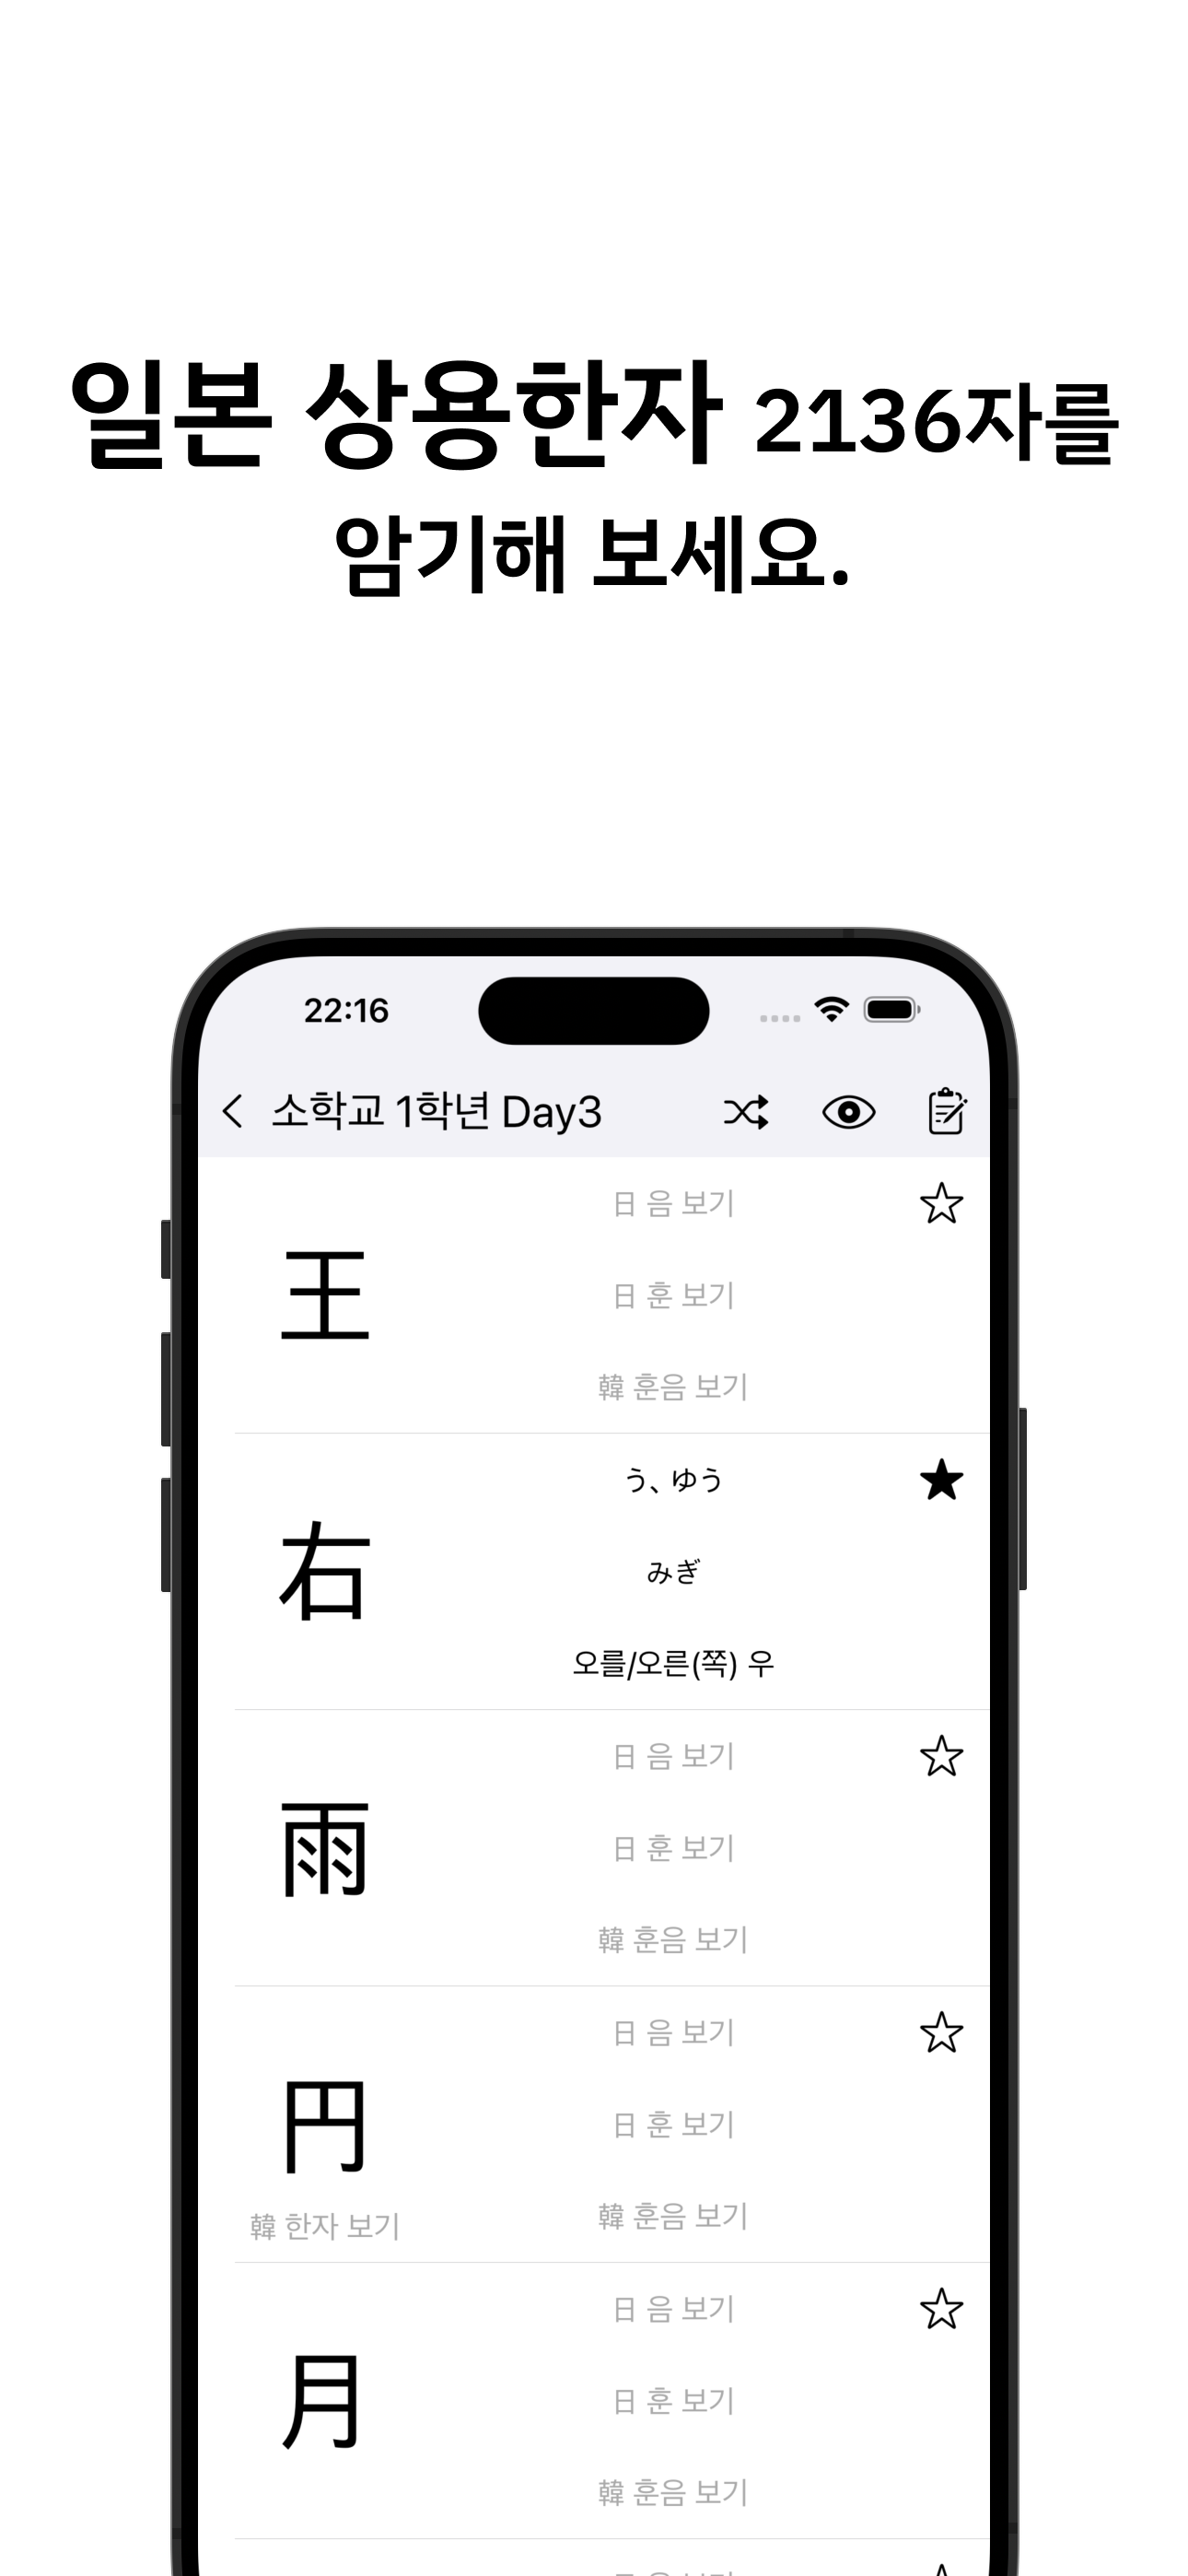 일본 상용한자 2136자를
암기해 보세요.
22:16
소학교 1학년 Day3
日 음 보기
王
日 훈 보기
韓 훈음 보기
う、ゆう
右
みぎ
오를/오른(쪽) 우
日 음 보기
雨
日 훈 보기
韓 훈음 보기
日 음 보기
円
日 훈 보기
韓 훈음 보기
韓 한자 보기
日 음 보기
月
日 훈 보기
韓 훈음 보기